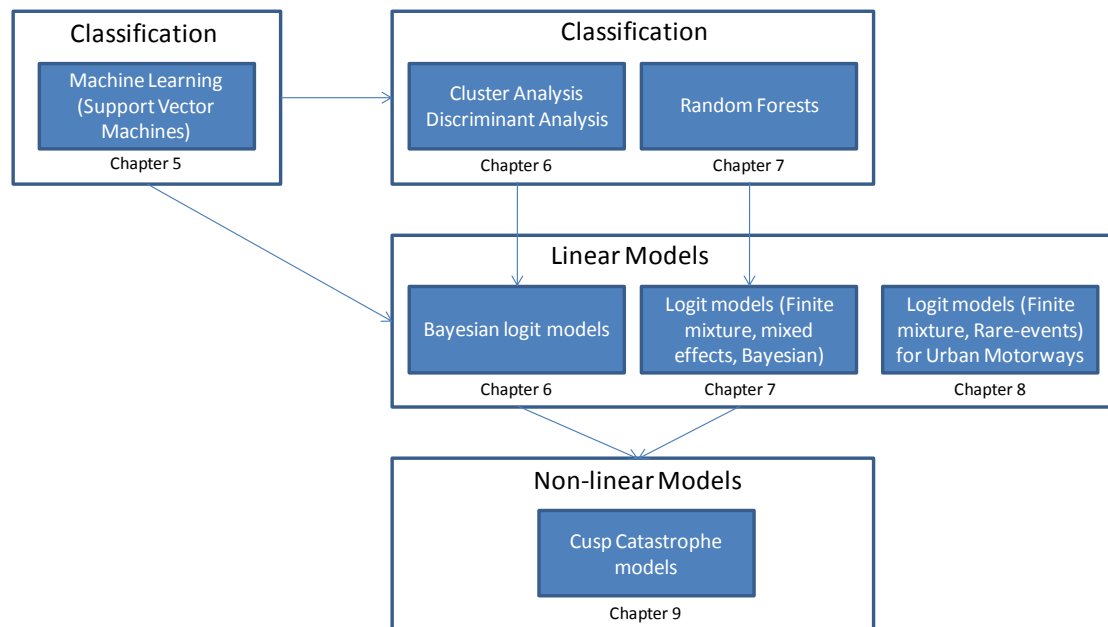 Classification
Machine Learning
(Support Vector
Machines)
Chapter 5
Classification
Cluster Analysis
Discriminant Analysis
Chapter 6
Random Forests
Chapter 7
Linear Models
Bayesian logit models
Chapter 6
Logit models (Finite
mixture, mixed
effects, Bayesian)
Chapter 7
Logit models (Finite
mixture, Rare-events)
for Urban Motorways
Chapter 8
Non-linear Models
Cusp Catastrophe
models
Chapter 9